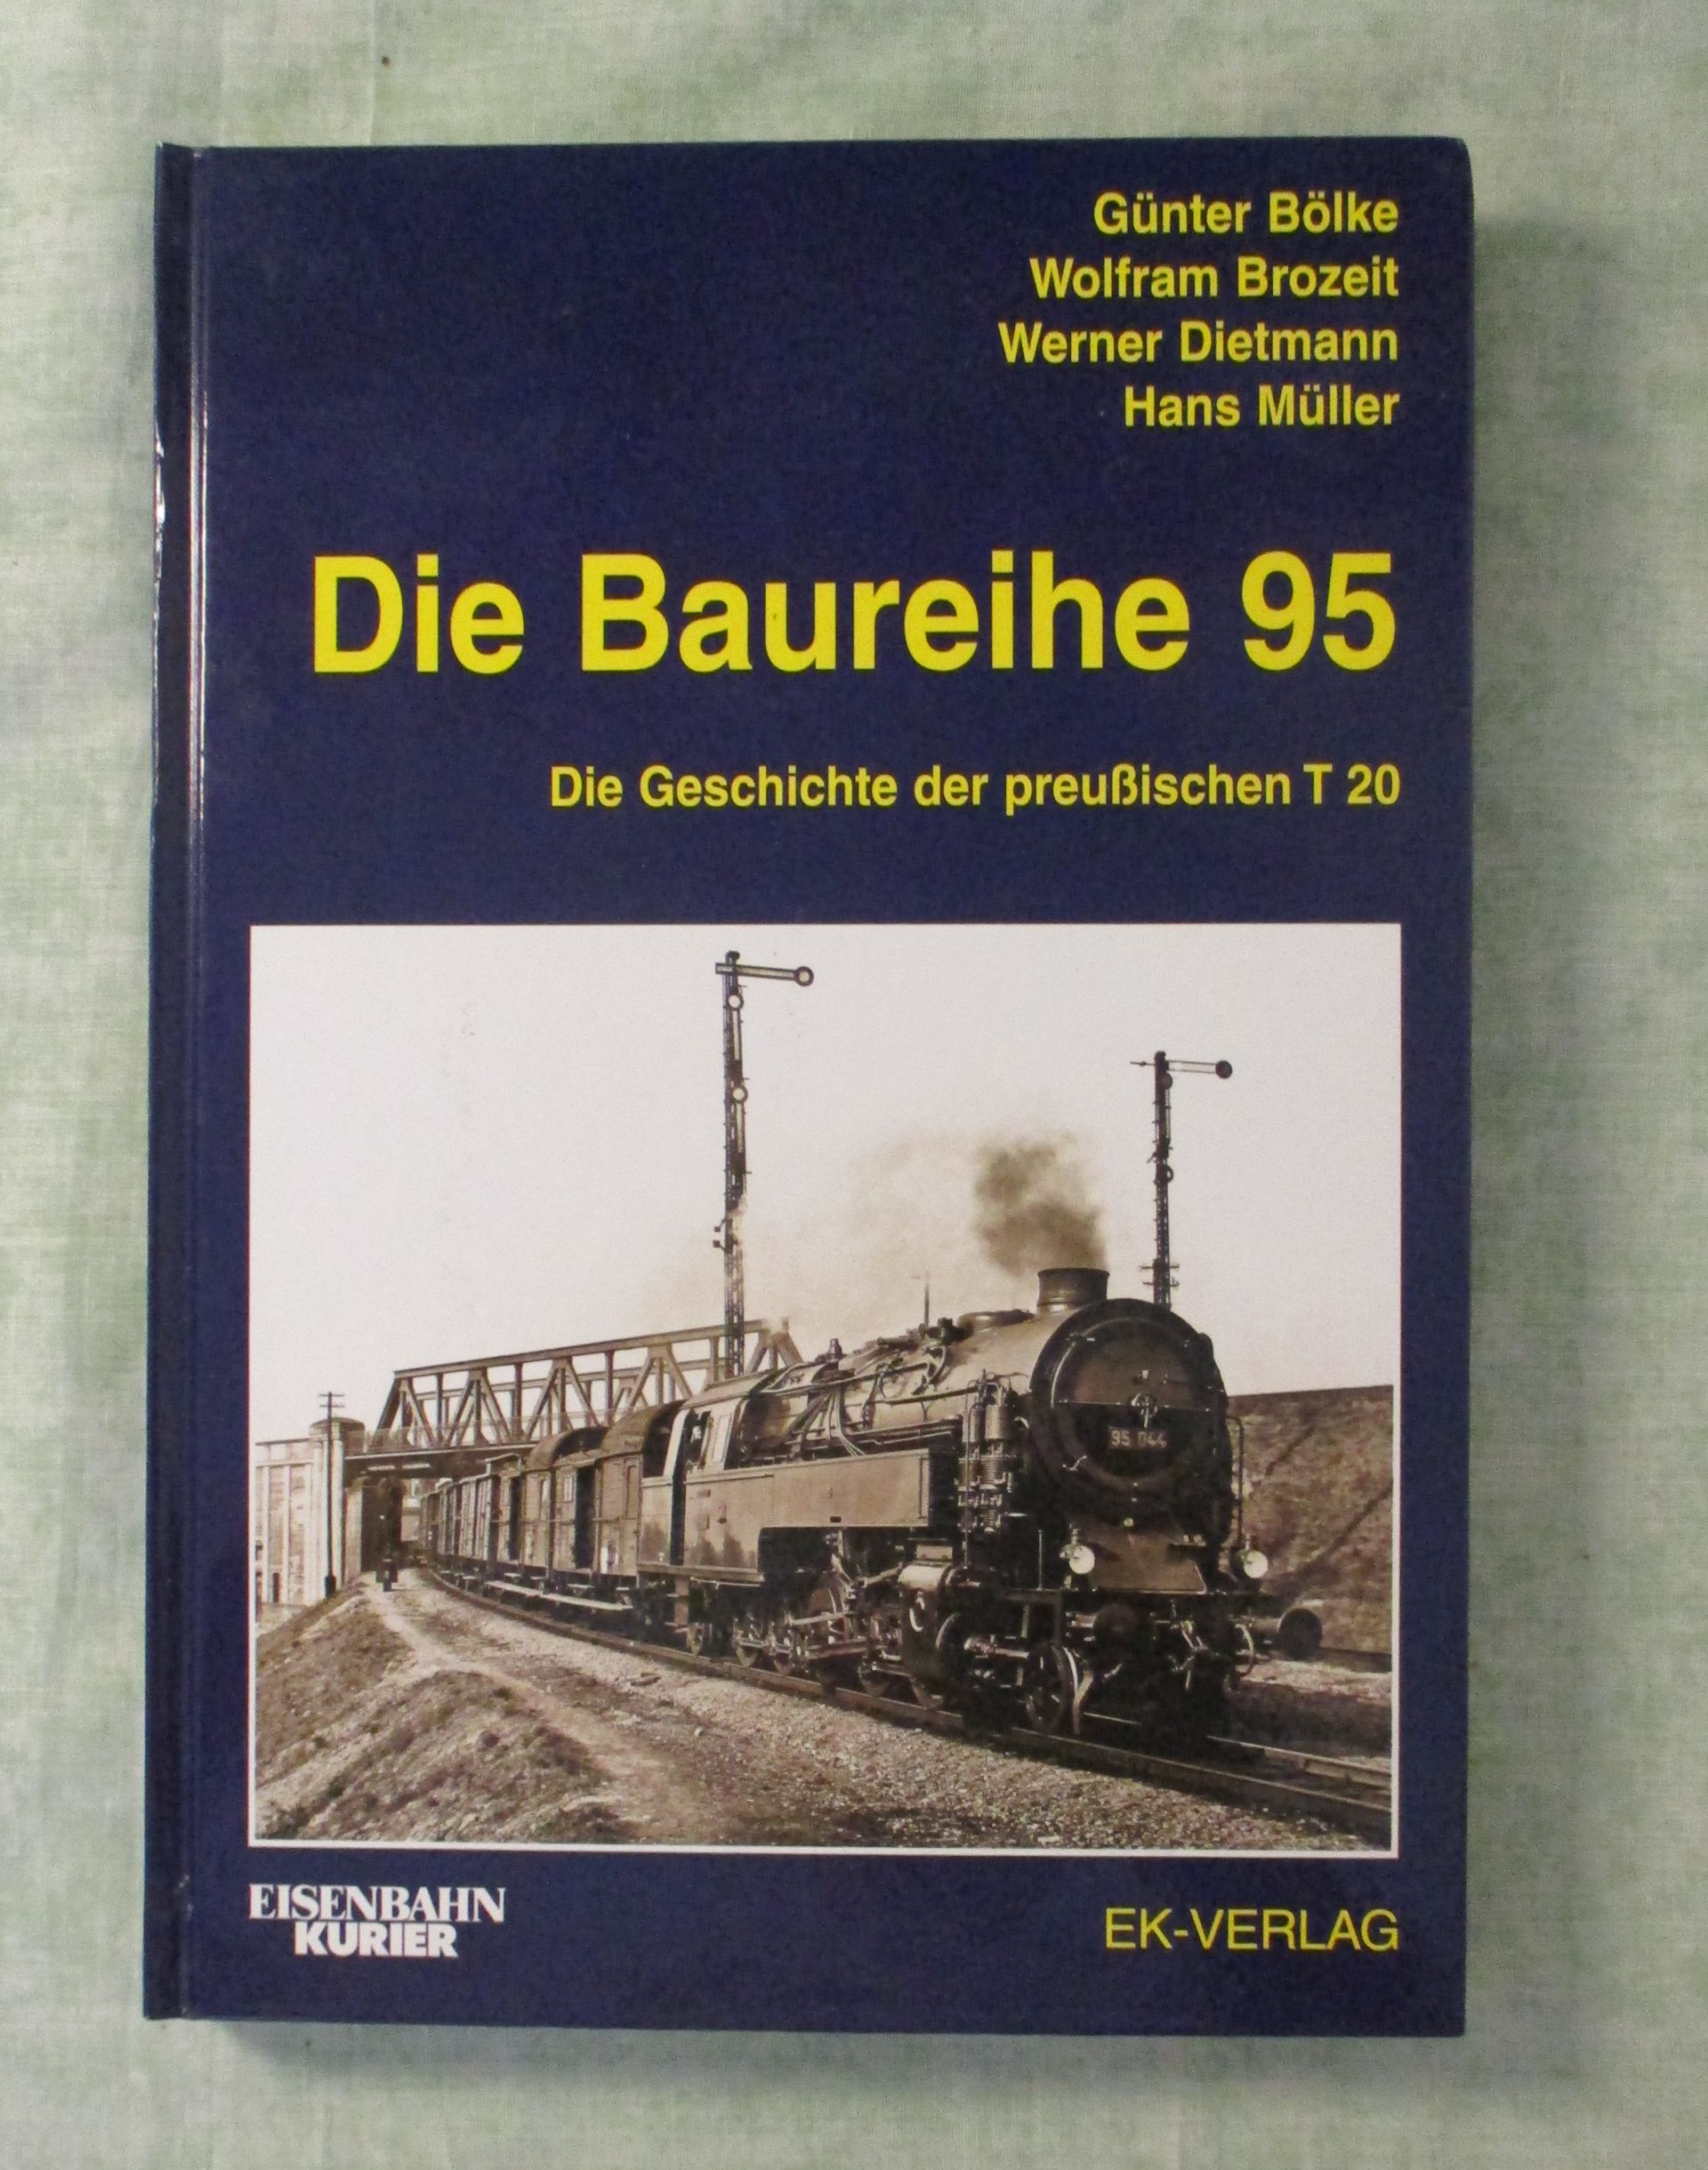 Günter Bölke
Wolfram Brozeit
Werner Dietmann
Hans Müller
Die Baureihe 95
Die Geschichte der preußischen T 20
95 044
EISENBAHN
KURIER
EK-VERLAG